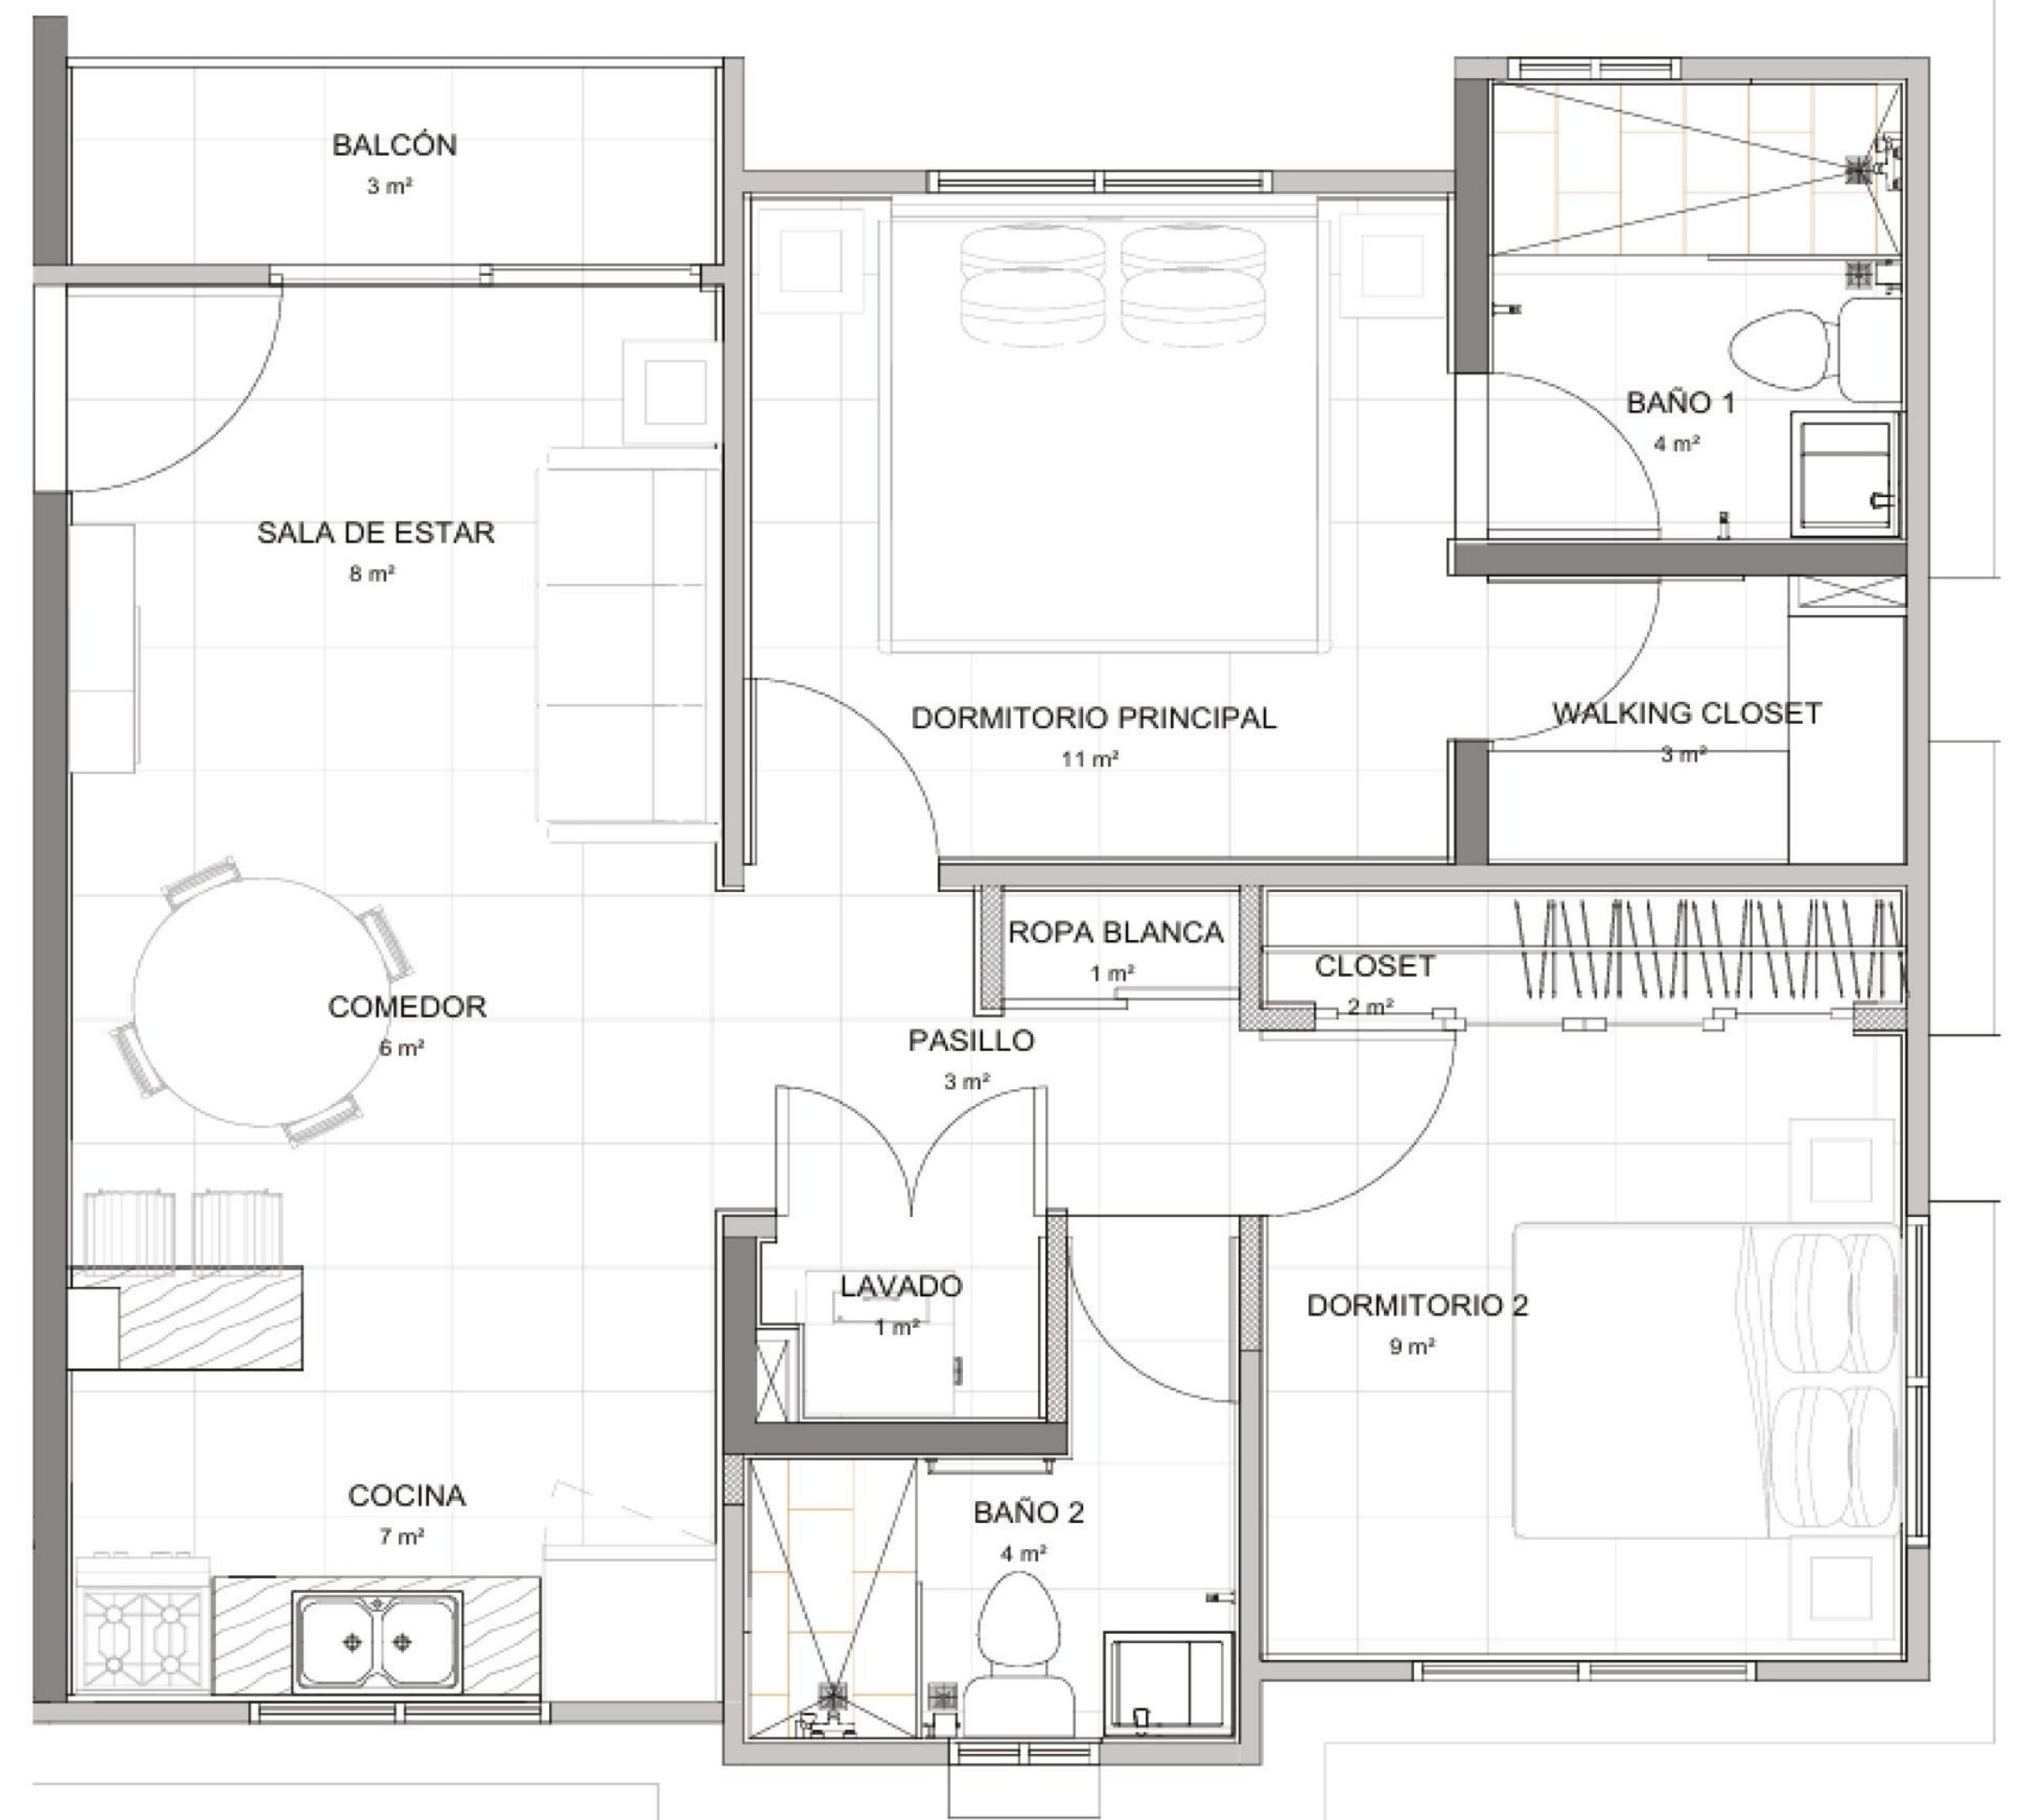 BALCÓN
3 m²
SALA DE ESTAR
8 m²
BAÑO 1
4 m²
DORMITORIO PRINCIPAL
11 m²
WALKING CLOSET
3 m²
ROPA BLANCA
1 m²
CLOSET
2 m²
COMEDOR
6 m²
PASILLO
3 m²
LAVADO
1 m²
DORMITORIO 2
9 m²
COCINA
7 m²
BAÑO 2
4 m²